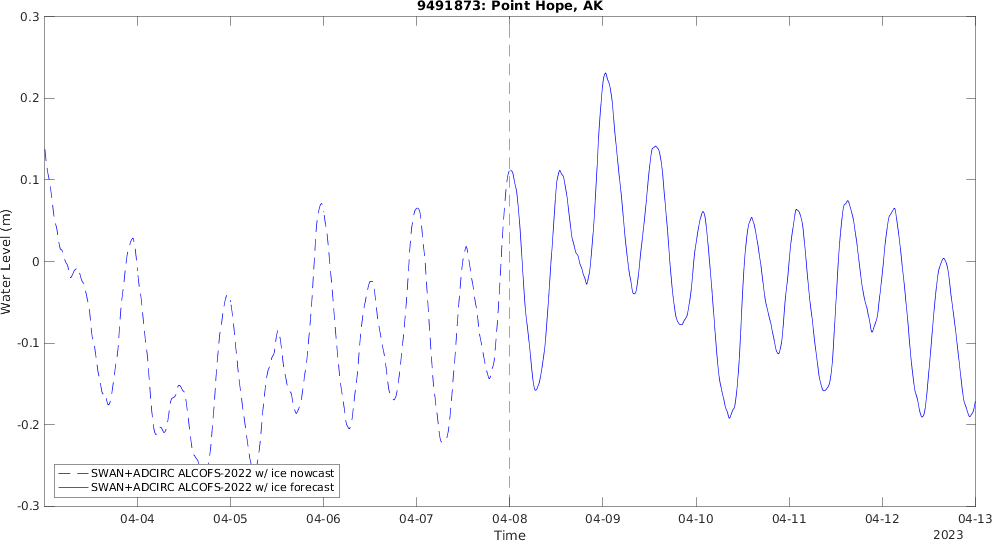 9491873: Point Hope, AK
0.3
0.2
0.1
0
-0.1
-0.2
-0.3
Water Level (m)
SWAN+ADCIRC ALCOFS-2022 w/ ice nowcast
SWAN+ADCIRC ALCOFS-2022 w/ ice forecast
04-04 04-05 04-06 04-07 04-08 04-09 04-10 04-11 04-12 04-13
Time
2023